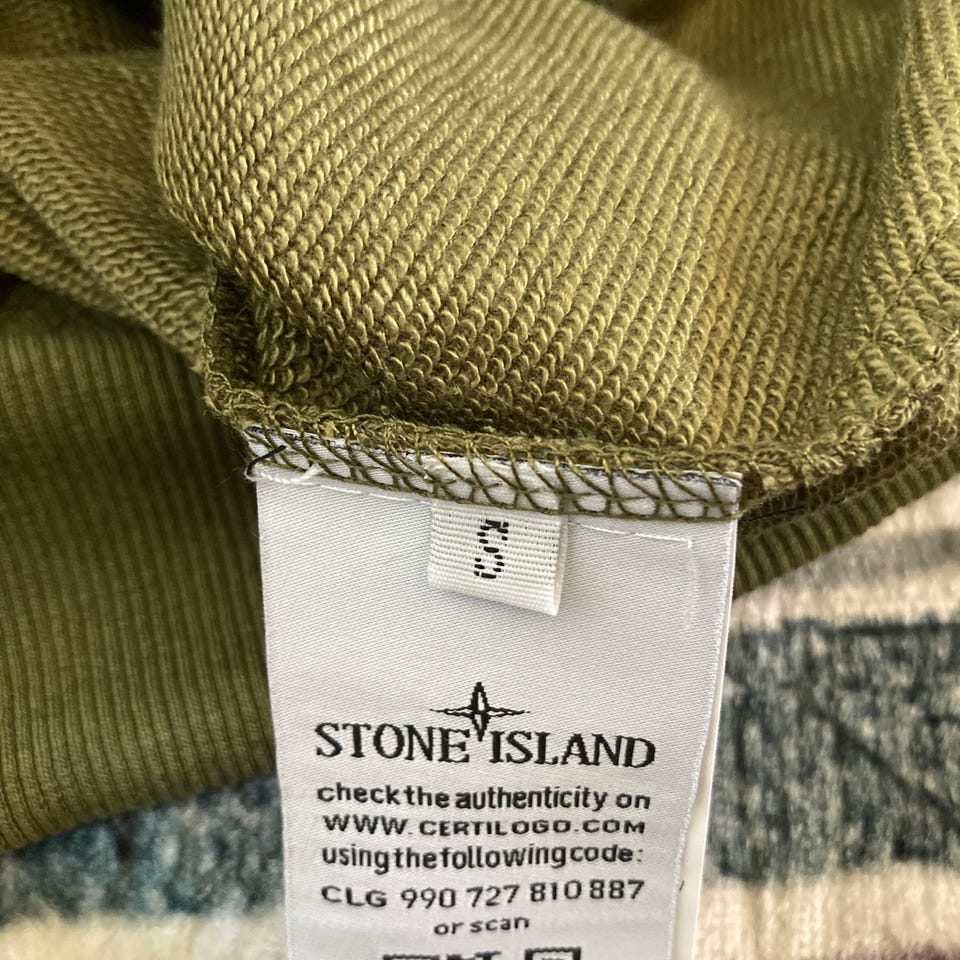 S
STONE ISLAND
check the authenticity on
WWW.CERTILOGO.COM
using the following code:
CLG 990 727 810 887
or scan